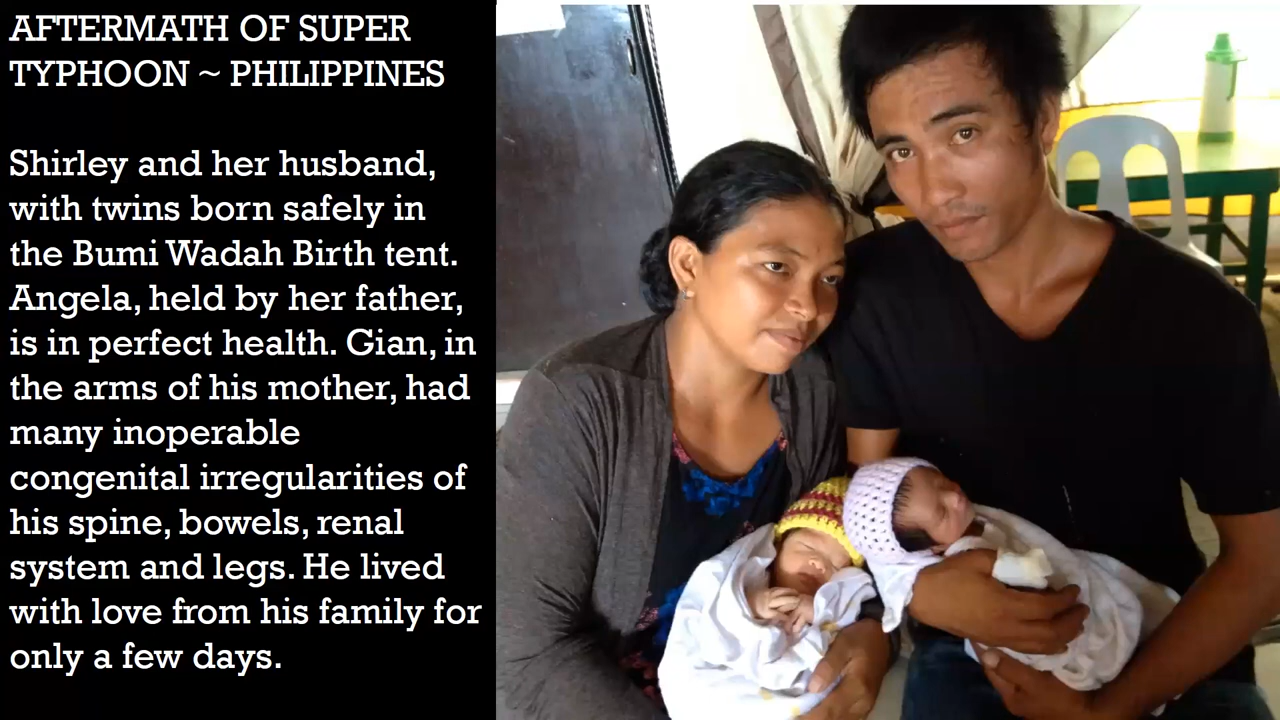 AFTERMATH OF SUPER
TYPHOON ~ PHILIPPINES
Shirley and her husband,
with twins born safely in
the Bumi Wadah Birth tent.
Angela, held by her father,
is in perfect health. Gian, in
the arms of his mother, had
many inoperable
congenital irregularities of
his spine, bowels, renal
system and legs. He lived
with love from his family for
only a few days.